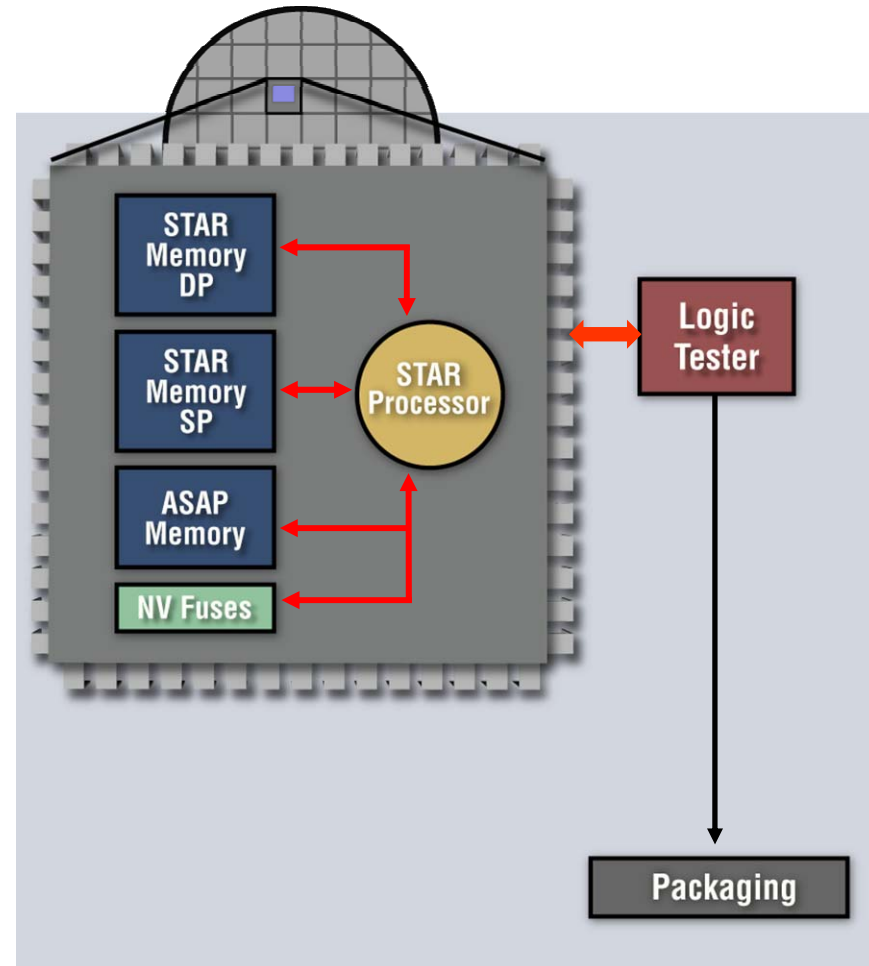 STAR
Memory
DP
STAR
Memory
SP
ASAP
Memory
NV Fuses
STAR
Processor
Logic
Tester
Packaging